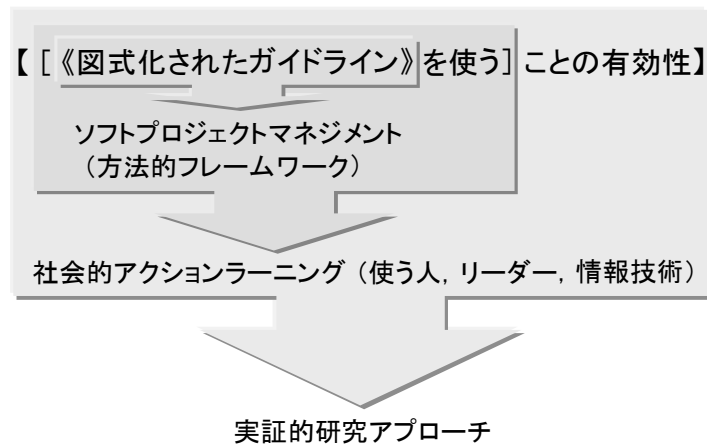 【［《図式化されたガイドライン》を使う］ことの有効性】
ソフトプロジェクトマネジメント
（方法的フレームワーク）
社会的アクションラーニング（使う人，リーダー，情報技術）
実証的研究アプローチ